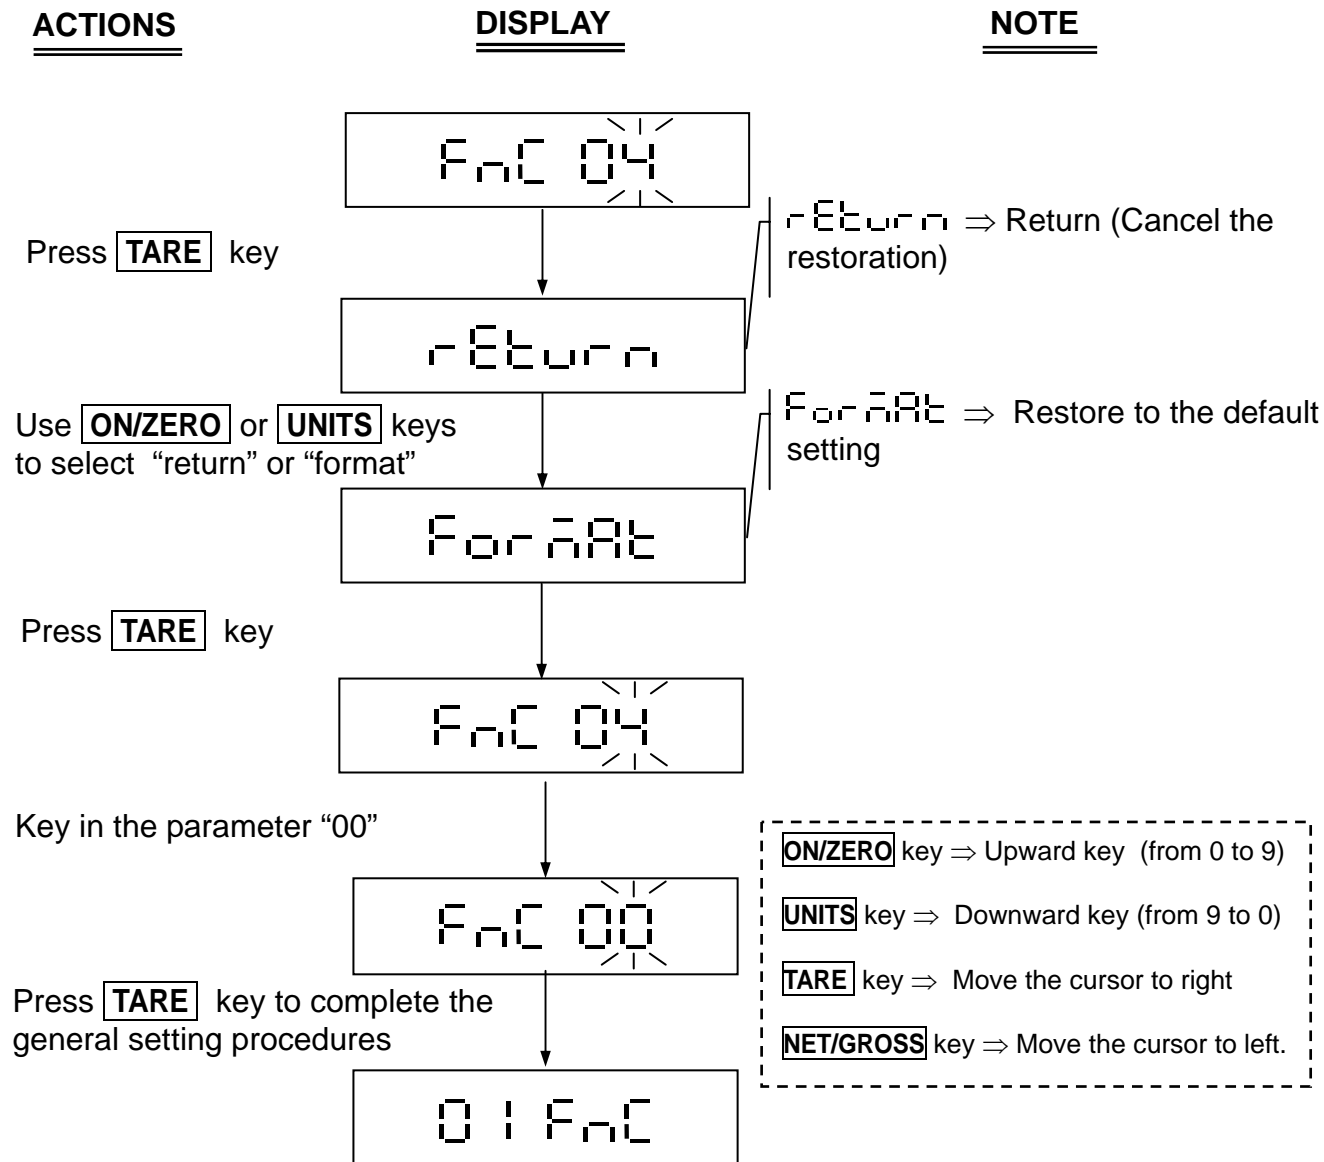 ACTIONS DISPLAY NOTE
FnC 04
Press TARE key
rEturn ⇒ Return (Cancel the
restoration)
rEturn
Use ON/ZERO or UNITS keys
to select “return” or “format”
FormAt ⇒ Restore to the default
setting
FormAt
Press TARE key
FnC 04
Key in the parameter “00”
FnC 00
Press TARE key to complete the
general setting procedures
01 FnC
ON/ZERO key ⇒ Upward key (from 0 to 9)
UNITS key ⇒ Downward key (from 9 to 0)
TARE key ⇒ Move the cursor to right
NET/GROSS key ⇒ Move the cursor to left.